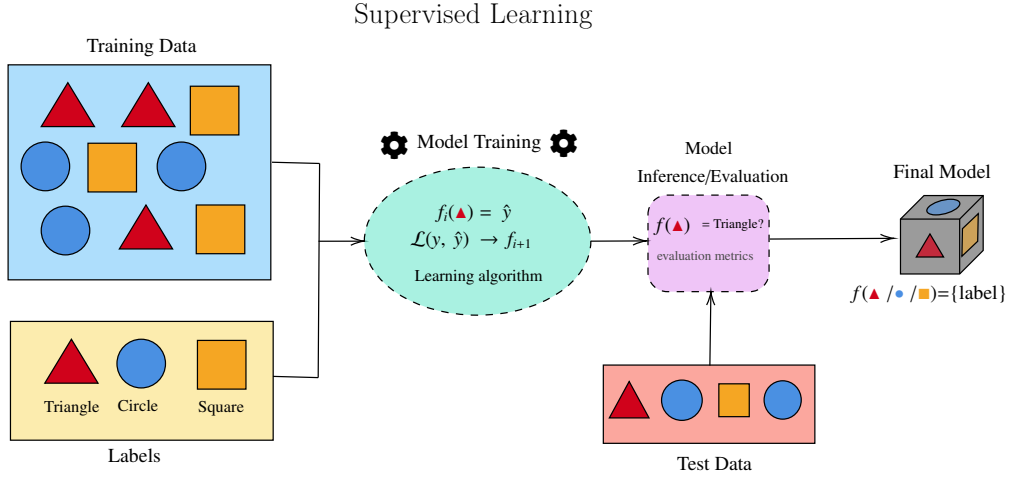 Supervised Learning
Training Data
Model Training
Model
Inference/Evaluation
Final Model
fᵢ(▲) = ŷ
ℒ(y, ŷ) → fᵢ₊₁
Learning algorithm
f(▲) = Triangle?
evaluation metrics
f(▲/●/■)={label}
Triangle
Circle
Square
Labels
Test Data